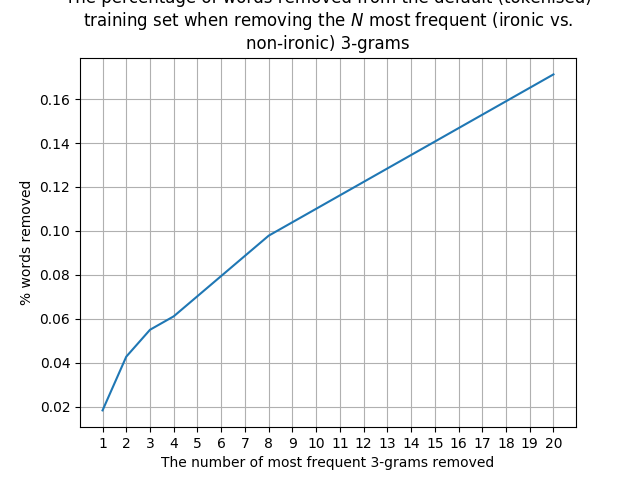 The percentage of words removed from the default (tokenised)
training set when removing the N most frequent (ironic vs.
non-ironic) 3-grams
0.16
0.14
0.12
0.10
0.08
0.06
0.04
0.02
% words removed
1 2 3 4 5 6 7 8 9 10 11 12 13 14 15 16 17 18 19 20
The number of most frequent 3-grams removed